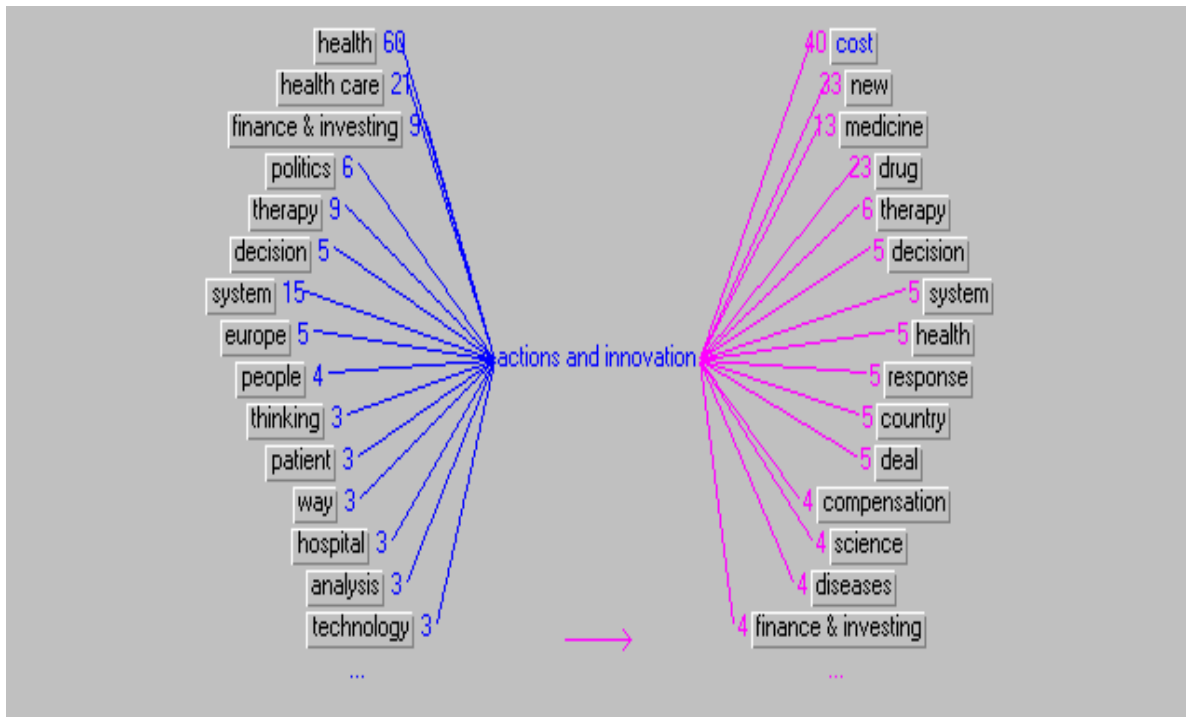 health 60 40 cost
health care 21 33 new
finance & investing 9 13 medicine
politics 6 23 drug
therapy 9 6 therapy
decision 5 5 decision
system 15 5 system
europe 5 5 health
actions and innovation
people 4 5 response
thinking 3 5 country
patient 3 5 deal
way 3 4 compensation
hospital 3 4 science
analysis 3 4 diseases
technology 3 4 finance & investing
... ...